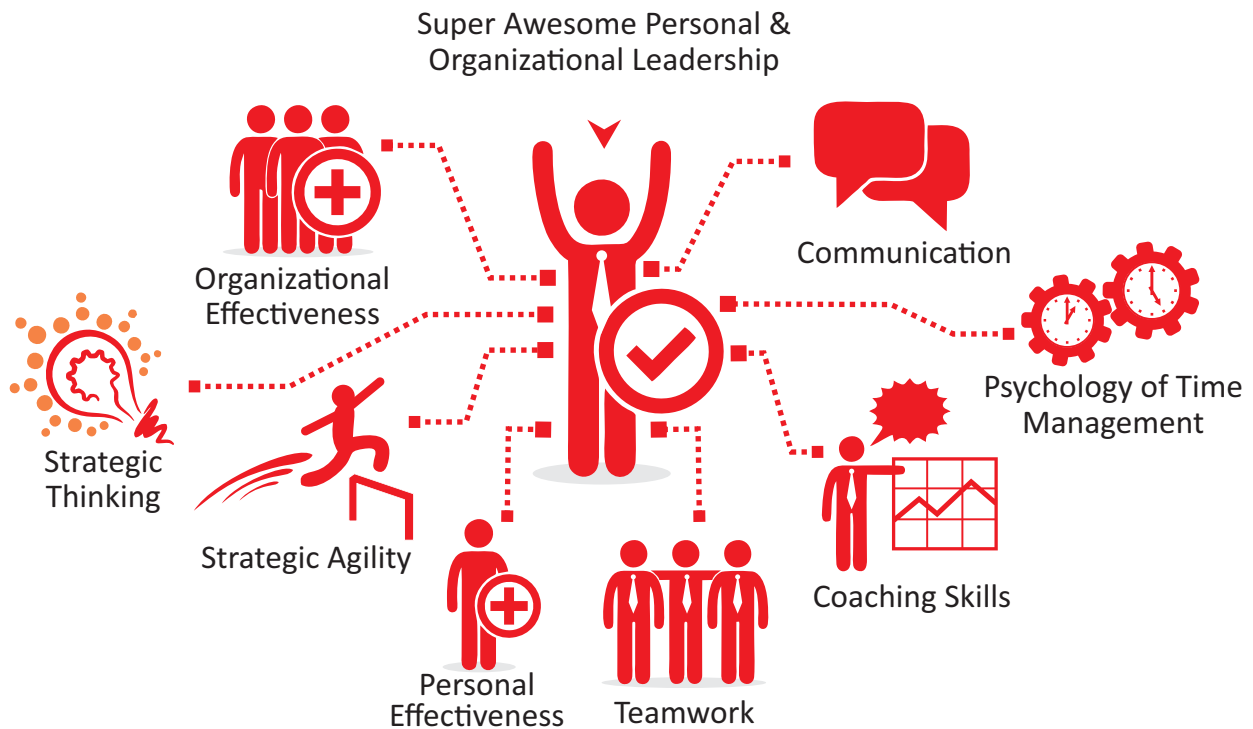 Super Awesome Personal &
Organizational Leadership
Organizational
Effectiveness
Communication
Strategic
Thinking
Psychology of Time
Management
Strategic Agility
Coaching Skills
Personal
Effectiveness
Teamwork